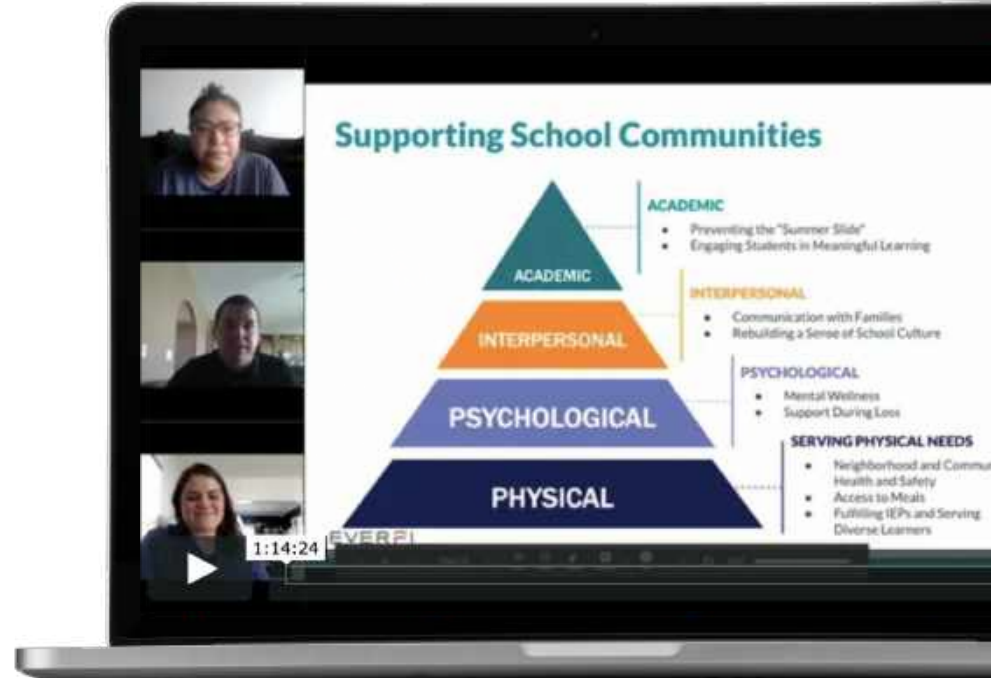 Supporting School Communities
ACADEMIC
INTERPERSONAL
PSYCHOLOGICAL
PHYSICAL
ACADEMIC
• Preventing the "Summer Slide"
• Engaging Students in Meaningful Learning
INTERPERSONAL
• Communication with Families
• Rebuilding a Sense of School Culture
PSYCHOLOGICAL
• Mental Wellness
• Support During Loss
SERVING PHYSICAL NEEDS
• Neighborhood and Commun
Health and Safety
• Access to Meals
• Fulfilling IEPs and Serving
Diverse Learners
EVERFI
1:14:24